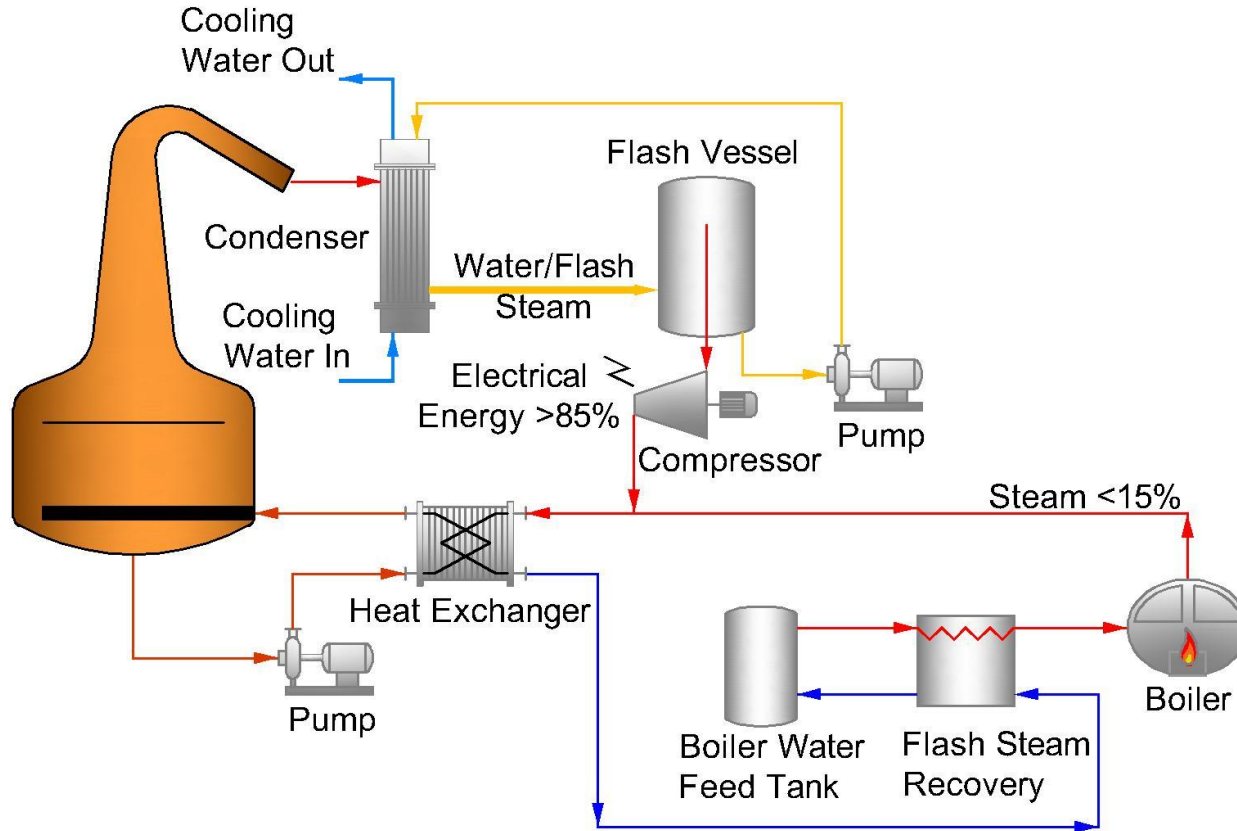 Cooling
Water Out
Flash Vessel
Condenser
Water/Flash
Steam
Cooling
Water In
Electrical
Energy >85%
Compressor
Pump
Steam <15%
Heat Exchanger
Pump
Boiler
Boiler Water
Feed Tank
Flash Steam
Recovery